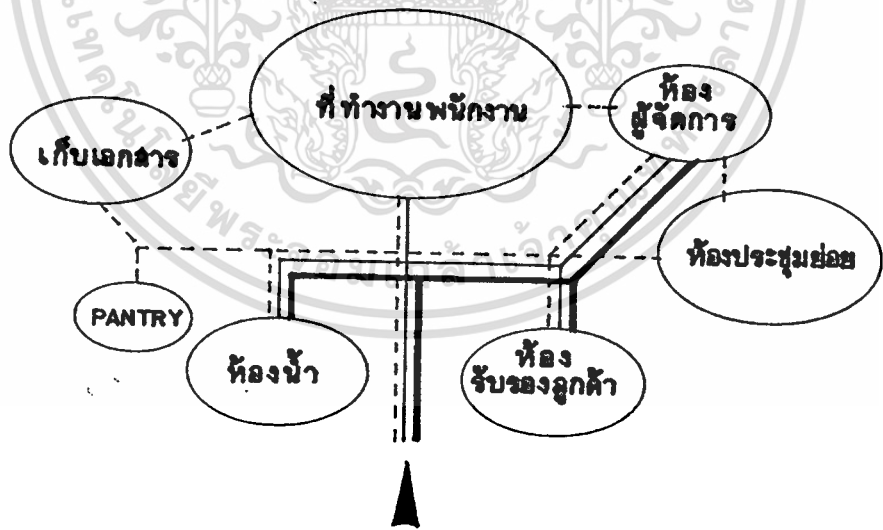 ที่ทำงานพนักงาน
ห้อง
ผู้จัดการ
เก็บเอกสาร
ห้องประชุมย่อย
PANTRY
ห้องน้ำ
ห้อง
รับรองลูกค้า